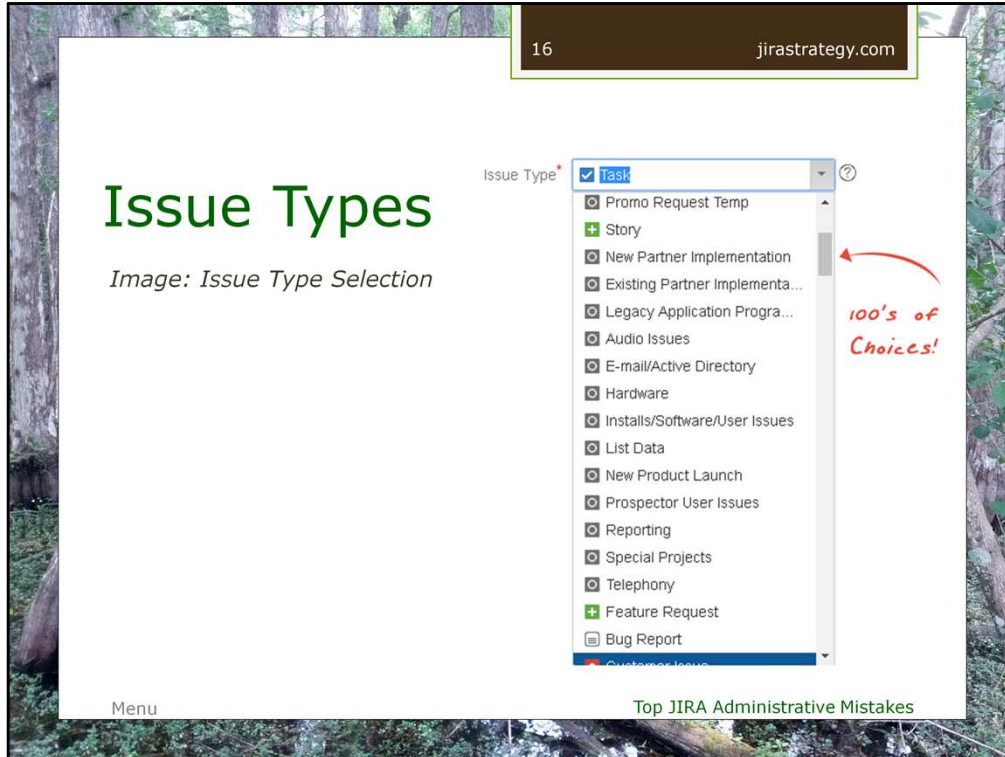 16
jirastrategy.com
Issue Types
Image: Issue Type Selection
Issue Type*
Task
Promo Request Temp
Story
New Partner Implementation
Existing Partner Implementa...
Legacy Application Progra...
Audio Issues
E-mail/Active Directory
Hardware
Installs/Software/User Issues
List Data
New Product Launch
Prospector User Issues
Reporting
Special Projects
Telephony
Feature Request
Bug Report
Customer Issue
100's of
Choices!
Menu
Top JIRA Administrative Mistakes